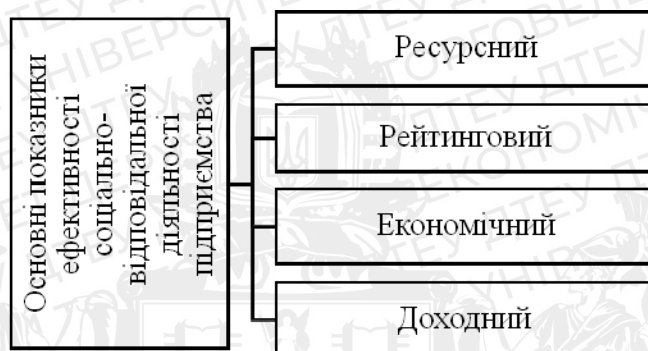 Основні показники
ефективності
соціально-
відповідальної
діяльності
підприємства
Ресурсний
Рейтинговий
Економічний
Доходний